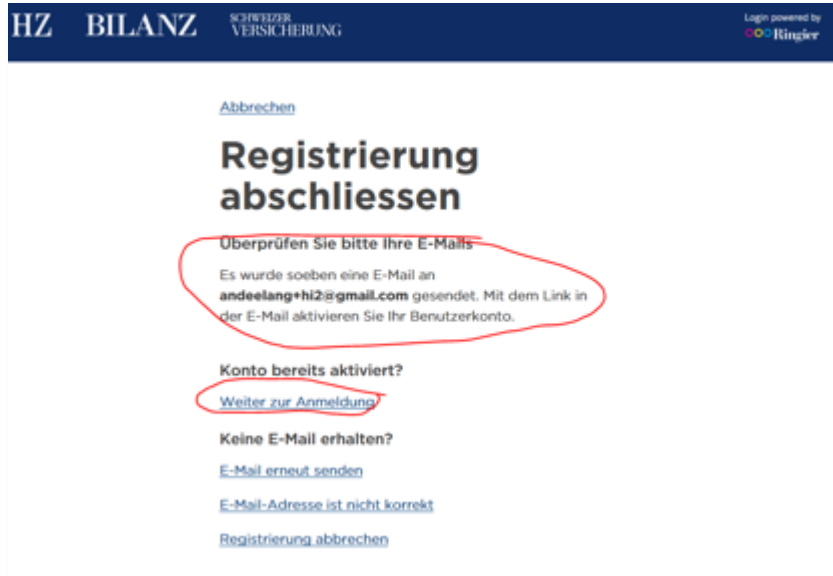 HZ BILANZ SCHWEIZER VERSICHERUNG
Login powered by
Ringier
Abbrechen
Registrierung
abschliessen
Überprüfen Sie bitte Ihre E-Mails
Es wurde soeben eine E-Mail an
andeelang+hi2@gmail.com gesendet. Mit dem Link in
der E-Mail aktivieren Sie Ihr Benutzerkonto.
Konto bereits aktiviert?
Weiter zur Anmeldung
Keine E-Mail erhalten?
E-Mail erneut senden
E-Mail-Adresse ist nicht korrekt
Registrierung abbrechen